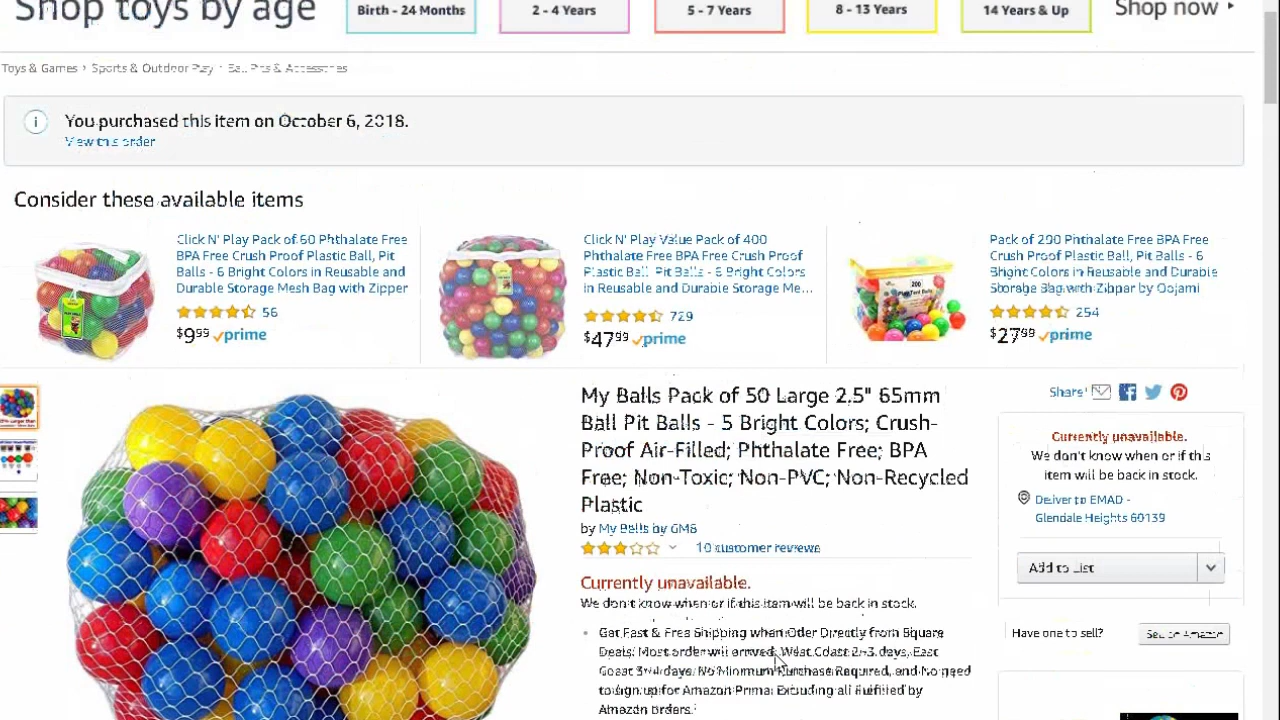 Shop toys by age
Birth - 24 Months
2 - 4 Years
5 - 7 Years
8 - 13 Years
14 Years & Up
Shop now
Toys & Games › Sports & Outdoor Play › Ball Pits & Accessories
You purchased this item on October 6, 2018.
View this order
Consider these available items
Click N' Play Pack of 50 Phthalate Free
BPA Free Crush Proof Plastic Ball, Pit
Balls - 6 Bright Colors in Reusable and
Durable Storage Mesh Bag with Zipper
56
$9.99 prime
Click N' Play Value Pack of 400
Phthalate Free BPA Free Crush Proof
Plastic Ball, Pit Balls - 6 Bright Colors
in Reusable and Durable Storage Me...
729
$47.99 prime
Pack of 200 Phthalate Free BPA Free
Crush Proof Plastic Ball, Pit Balls - 6
Bright Colors in Reusable and Durable
Storage Bag with Zipper by Oojami
254
$27.99 prime
My Balls Pack of 50 Large 2.5" 65mm
Ball Pit Balls - 5 Bright Colors; Crush-
Proof Air-Filled; Phthalate Free; BPA
Free; Non-Toxic; Non-PVC; Non-Recycled
Plastic
by My Balls by CMS
10 customer reviews
Currently unavailable.
We don't know when or if this item will be back in stock.
Get Fast & Free Shipping when Order Directly from Square
Deals. Most order will arrived: West Coast 2-3 days, East
Coast 3-4 days. No Minimum Purchase Required, and no need
to sign up for Amazon Prime. Excluding all Fulfilled by
Amazon Orders.
Share
Currently unavailable.
We don't know when or if this
item will be back in stock.
Deliver to EMAD -
Glendale Heights 60139
Add to List
Have one to sell?
Sell on Amazon